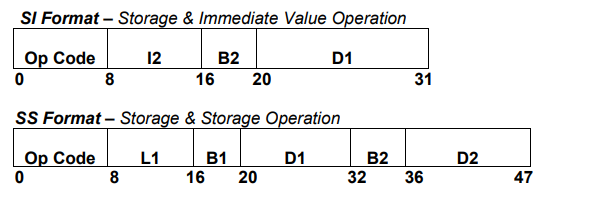 SI Format – Storage & Immediate Value Operation
Op Code I2 B2 D1
0 8 16 20 31
SS Format – Storage & Storage Operation
Op Code L1 B1 D1 B2 D2
0 8 16 20 32 36 47